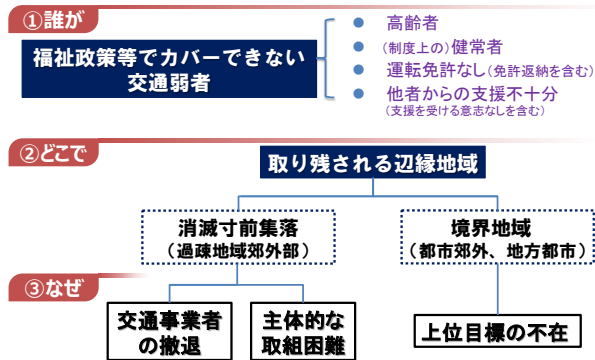 ①誰が
福祉政策等でカバーできない
交通弱者
● 高齢者
● (制度上の)健常者
● 運転免許なし(免許返納を含む)
● 他者からの支援不十分
(支援を受ける意志なしを含む)
②どこで
取り残される辺縁地域
消滅寸前集落
(過疎地域郊外部)
境界地域
(都市郊外、地方都市)
③なぜ
交通事業者
の撤退
主体的な
取組困難
上位目標の不在